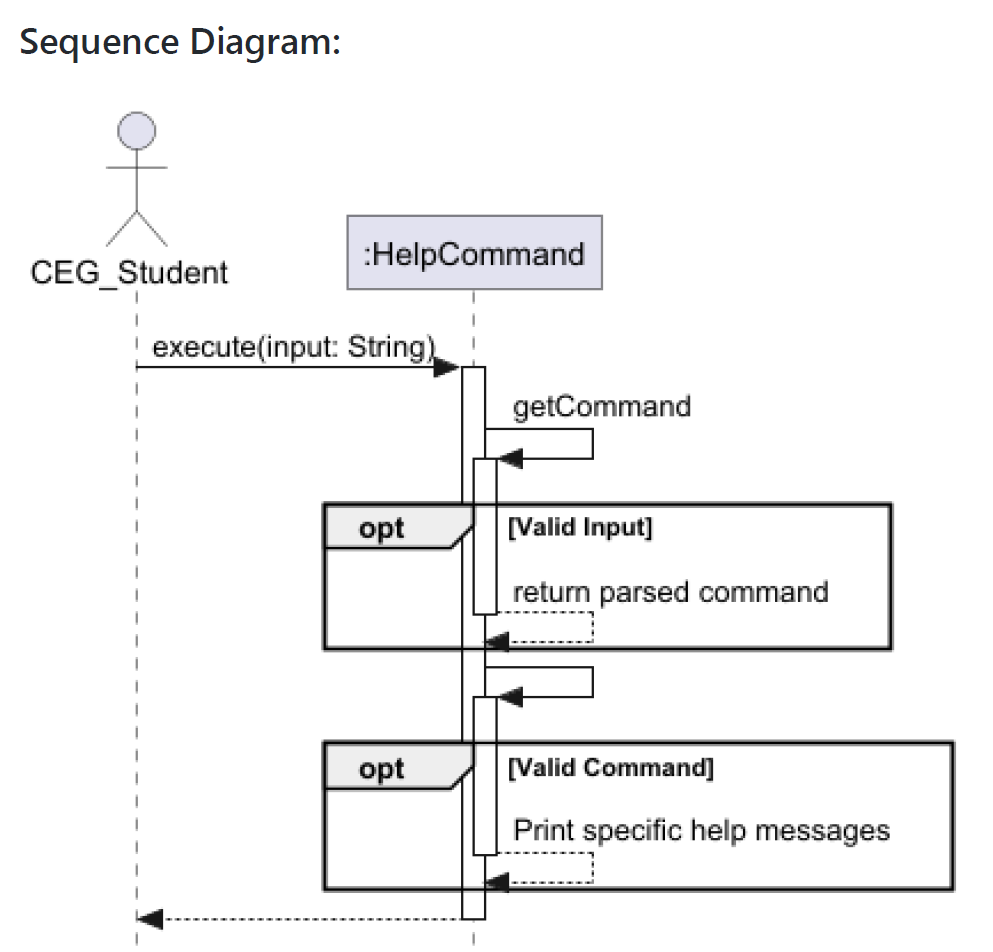 Sequence Diagram:
CEG_Student
:HelpCommand
execute(input: String)
getCommand
opt
[Valid Input]
return parsed command
opt
[Valid Command]
Print specific help messages